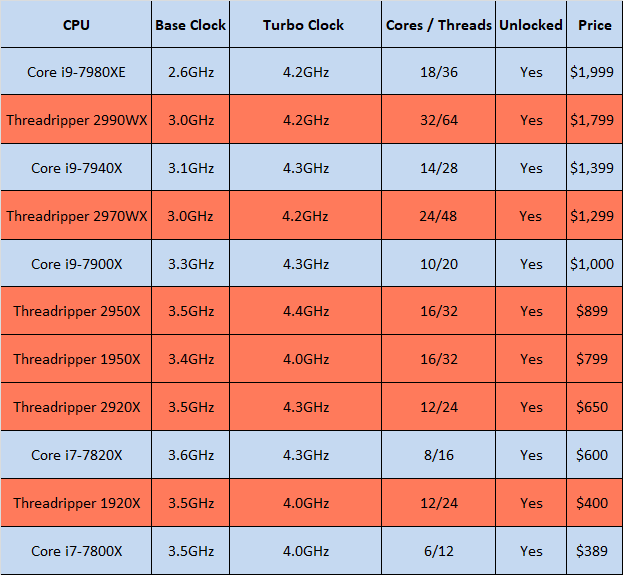 CPU Base Clock Turbo Clock Cores / Threads Unlocked Price
Core i9-7980XE 2.6GHz 4.2GHz 18/36 Yes $1,999
Threadripper 2990WX 3.0GHz 4.2GHz 32/64 Yes $1,799
Core i9-7940X 3.1GHz 4.3GHz 14/28 Yes $1,399
Threadripper 2970WX 3.0GHz 4.2GHz 24/48 Yes $1,299
Core i9-7900X 3.3GHz 4.3GHz 10/20 Yes $1,000
Threadripper 2950X 3.5GHz 4.4GHz 16/32 Yes $899
Threadripper 1950X 3.4GHz 4.0GHz 16/32 Yes $799
Threadripper 2920X 3.5GHz 4.3GHz 12/24 Yes $650
Core i7-7820X 3.6GHz 4.3GHz 8/16 Yes $600
Threadripper 1920X 3.5GHz 4.0GHz 12/24 Yes $400
Core i7-7800X 3.5GHz 4.0GHz 6/12 Yes $389